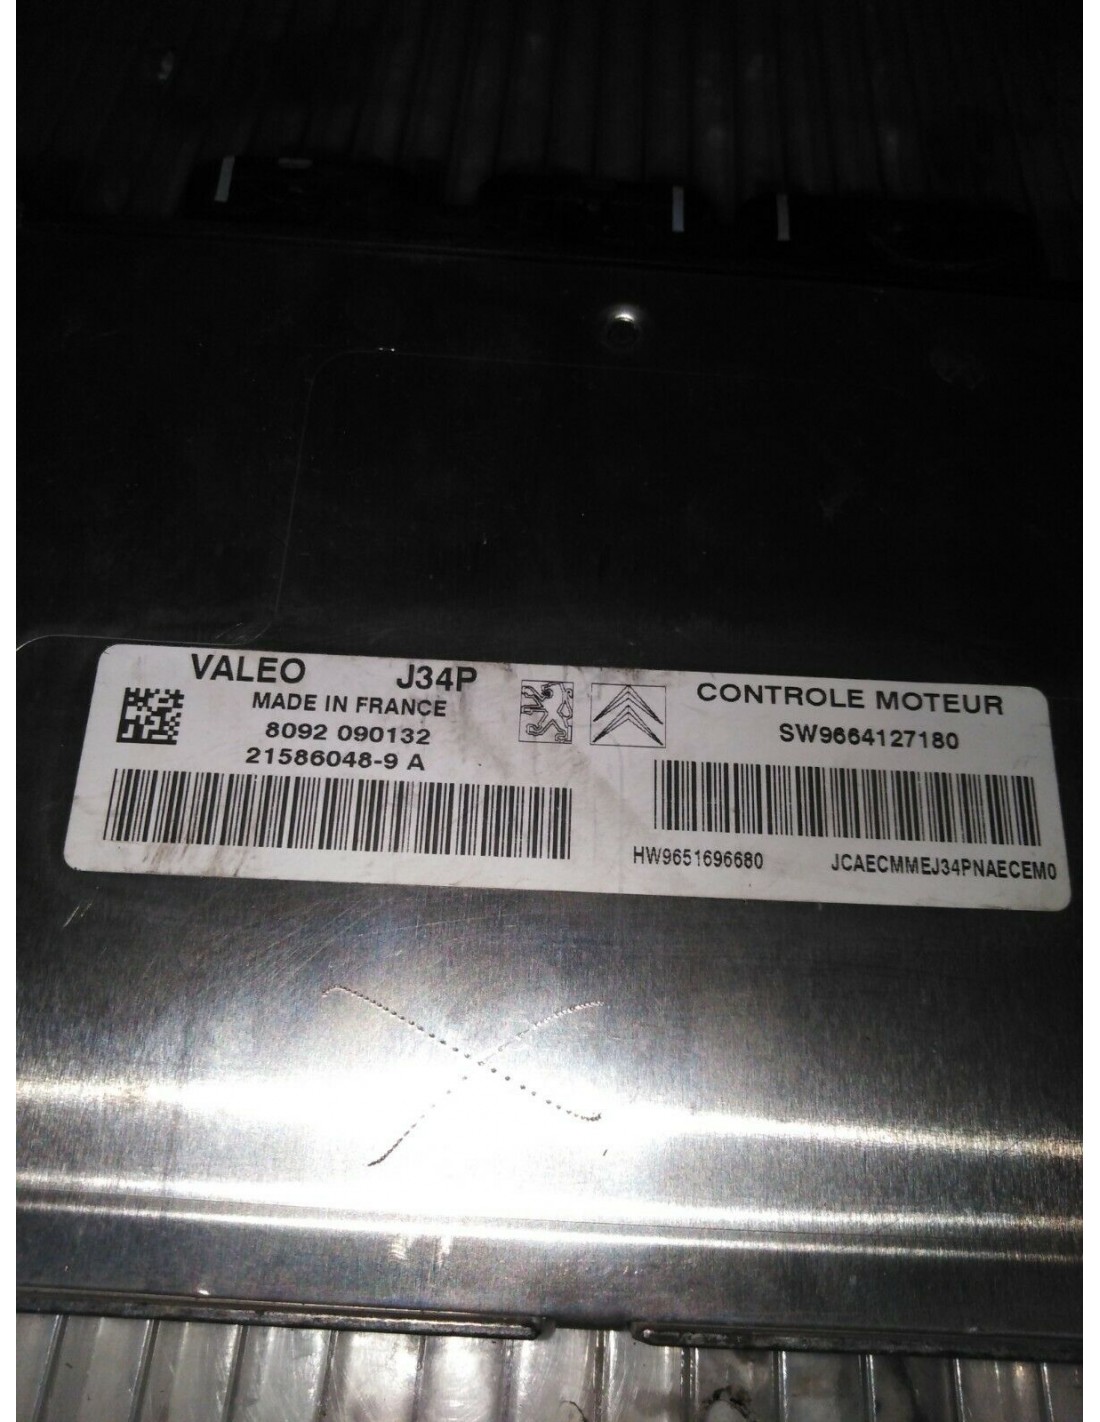 VALEO J34P
MADE IN FRANCE
8092 090132
21586048-9 A
CONTROLE MOTEUR
SW9664127180
HW9651696680 JCAECMMEJ34PNAECEM0